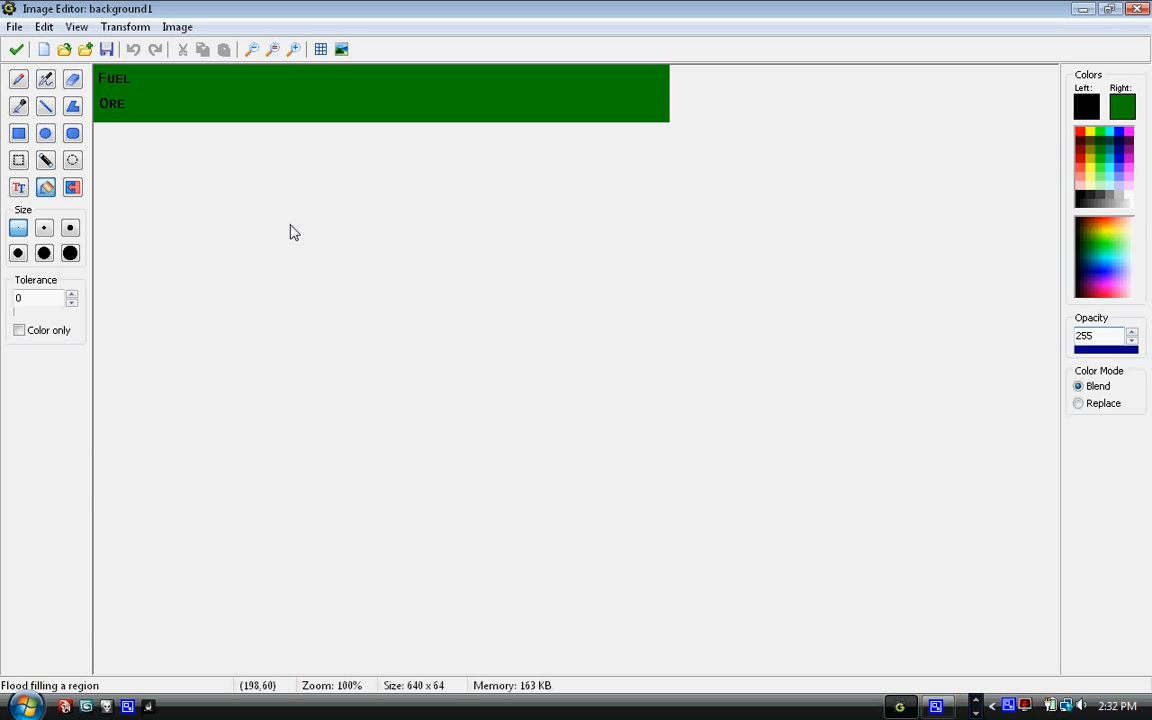 Image Editor: background1
File Edit View Transform Image
Colors
Left: Right:
FUEL
ORE
Size
Tolerance
0
Color only
Opacity
255
Color Mode
Blend
Replace
Flood filling a region (198,60) Zoom: 100% Size: 640 x 64 Memory: 163 KB
2:32 PM